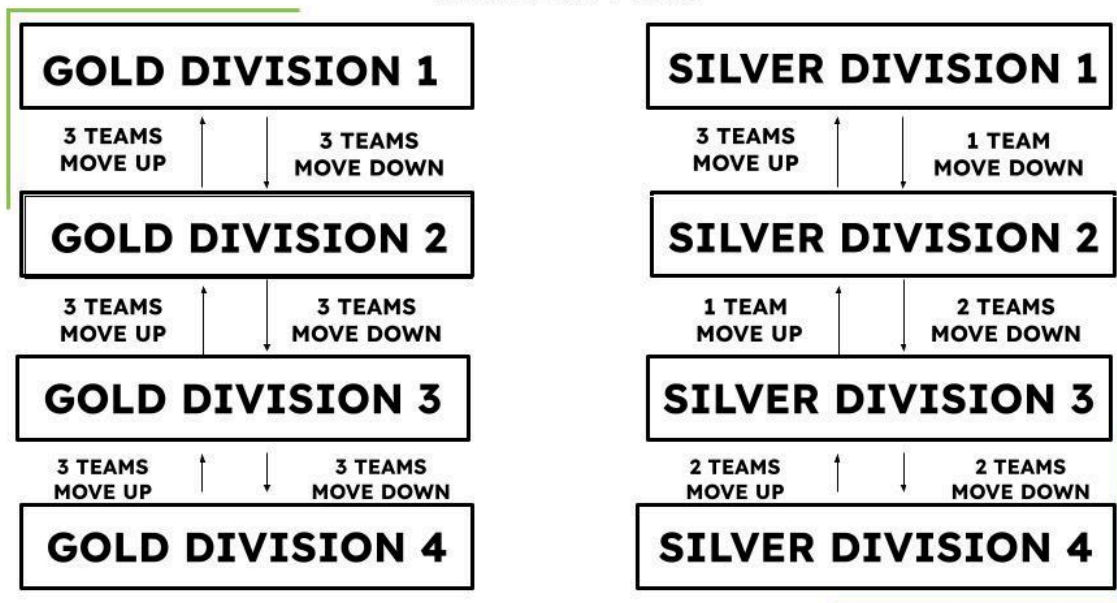 GOLD DIVISION 1
3 TEAMS
MOVE UP
3 TEAMS
MOVE DOWN
GOLD DIVISION 2
3 TEAMS
MOVE UP
3 TEAMS
MOVE DOWN
GOLD DIVISION 3
3 TEAMS
MOVE UP
3 TEAMS
MOVE DOWN
GOLD DIVISION 4
SILVER DIVISION 1
3 TEAMS
MOVE UP
1 TEAM
MOVE DOWN
SILVER DIVISION 2
1 TEAM
MOVE UP
2 TEAMS
MOVE DOWN
SILVER DIVISION 3
2 TEAMS
MOVE UP
2 TEAMS
MOVE DOWN
SILVER DIVISION 4